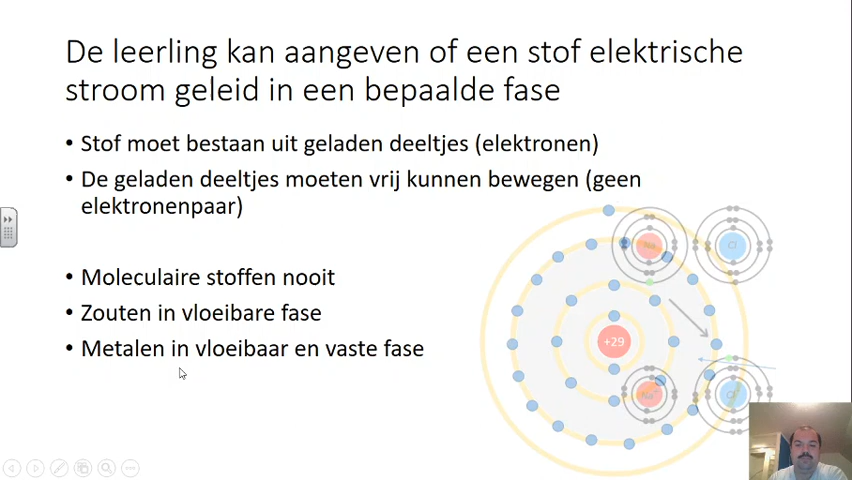 De leerling kan aangeven of een stof elektrische
stroom geleid in een bepaalde fase
• Stof moet bestaan uit geladen deeltjes (elektronen)
• De geladen deeltjes moeten vrij kunnen bewegen (geen
elektronenpaar)
• Moleculaire stoffen nooit
• Zouten in vloeibare fase
• Metalen in vloeibaar en vaste fase
Na
Cl
+29